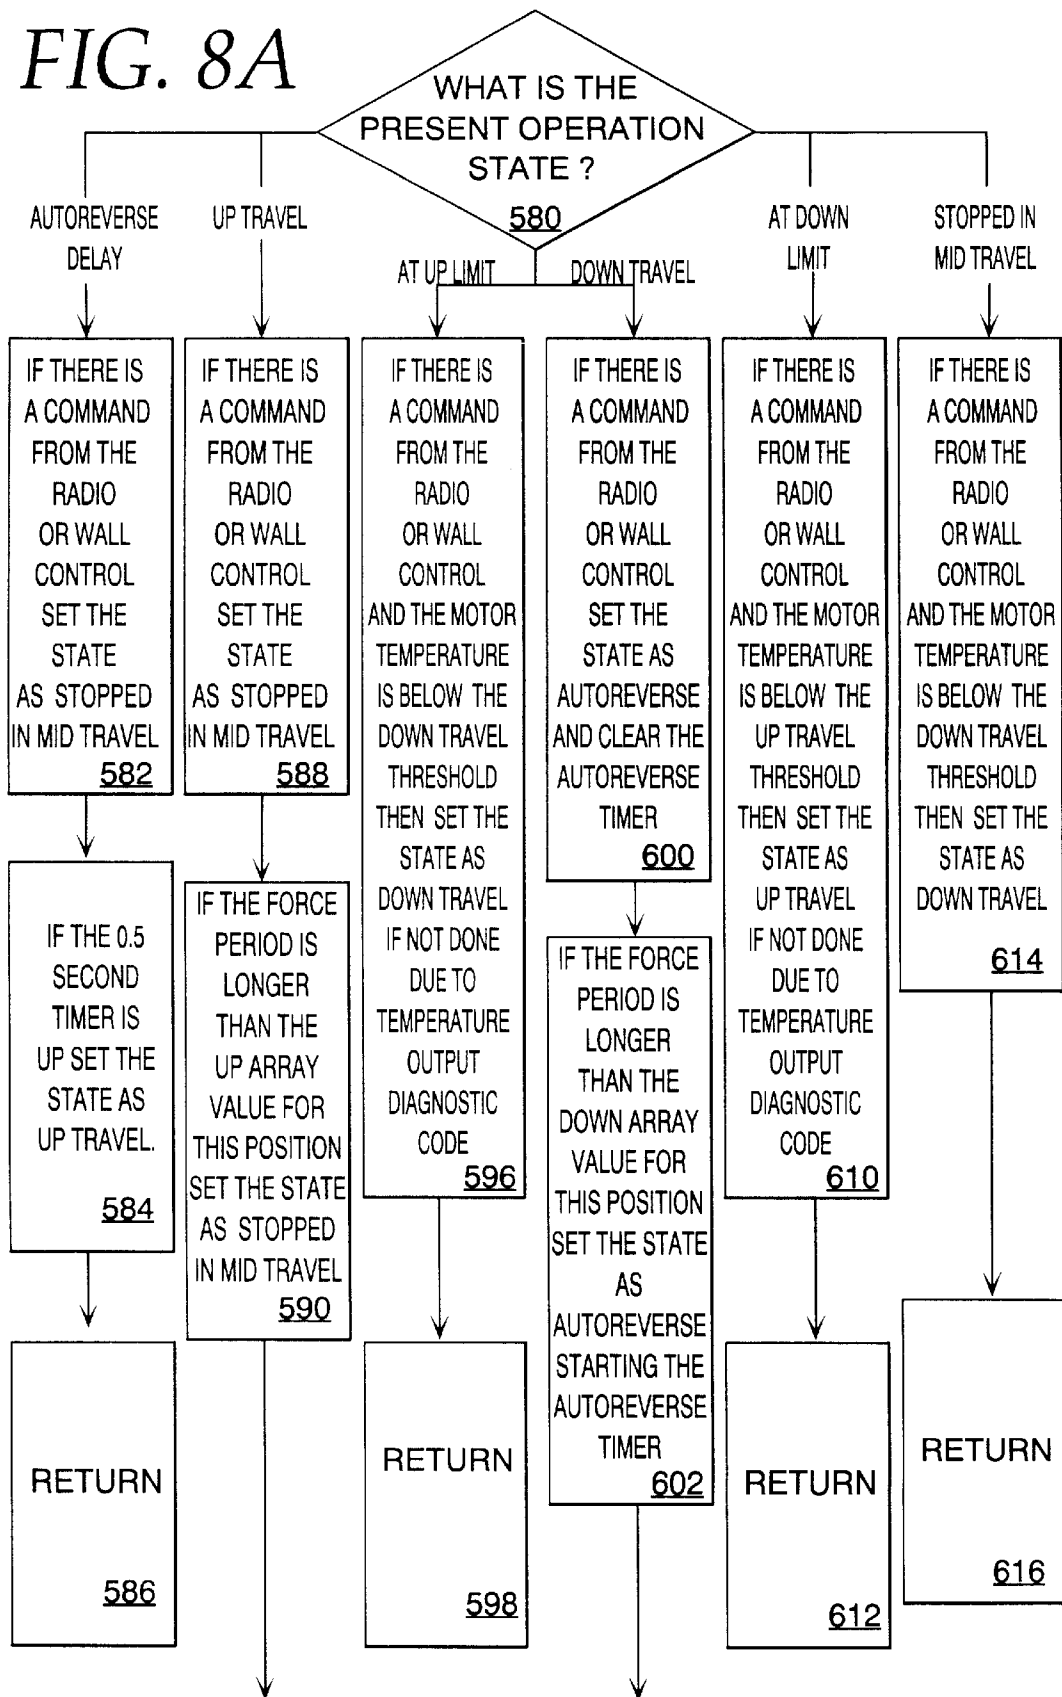 FIG. 8A
WHAT IS THE
PRESENT OPERATION
STATE ?
580
AUTOREVERSE
DELAY
UP TRAVEL
AT UP LIMIT
DOWN TRAVEL
AT DOWN
LIMIT
STOPPED IN
MID TRAVEL
IF THERE IS
A COMMAND
FROM THE
RADIO
OR WALL
CONTROL
SET THE
STATE
AS STOPPED
IN MID TRAVEL
582
IF THE 0.5
SECOND
TIMER IS
UP SET THE
STATE AS
UP TRAVEL.
584
RETURN
586
IF THERE IS
A COMMAND
FROM THE
RADIO
OR WALL
CONTROL
SET THE
STATE
AS STOPPED
IN MID TRAVEL
588
IF THE FORCE
PERIOD IS
LONGER
THAN THE
UP ARRAY
VALUE FOR
THIS POSITION
SET THE STATE
AS STOPPED
IN MID TRAVEL
590
IF THERE IS
A COMMAND
FROM THE
RADIO
OR WALL
CONTROL
AND THE MOTOR
TEMPERATURE
IS BELOW THE
DOWN TRAVEL
THRESHOLD
THEN SET THE
STATE AS
DOWN TRAVEL
IF NOT DONE
DUE TO
TEMPERATURE
OUTPUT
DIAGNOSTIC
CODE
596
RETURN
598
IF THERE IS
A COMMAND
FROM THE
RADIO
OR WALL
CONTROL
SET THE
STATE AS
AUTOREVERSE
AND CLEAR THE
AUTOREVERSE
TIMER
600
IF THE FORCE
PERIOD IS
LONGER
THAN THE
DOWN ARRAY
VALUE FOR
THIS POSITION
SET THE STATE
AS
AUTOREVERSE
STARTING THE
AUTOREVERSE
TIMER
602
IF THERE IS
A COMMAND
FROM THE
RADIO
OR WALL
CONTROL
AND THE MOTOR
TEMPERATURE
IS BELOW THE
UP TRAVEL
THRESHOLD
THEN SET THE
STATE AS
UP TRAVEL
IF NOT DONE
DUE TO
TEMPERATURE
OUTPUT
DIAGNOSTIC
CODE
610
RETURN
612
IF THERE IS
A COMMAND
FROM THE
RADIO
OR WALL
CONTROL
AND THE MOTOR
TEMPERATURE
IS BELOW THE
DOWN TRAVEL
THRESHOLD
THEN SET THE
STATE AS
DOWN TRAVEL
614
RETURN
616